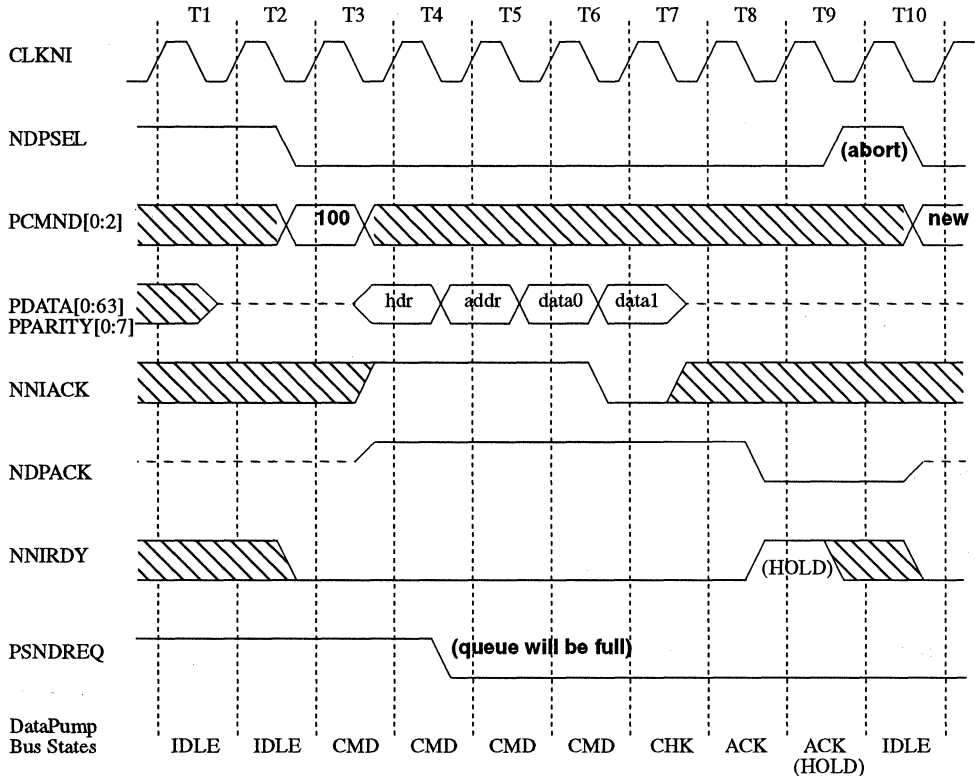 T1 T2 T3 T4 T5 T6 T7 T8 T9 T10
CLKNI
NDPSEL
(abort)
PCMND[0:2]
100
new
PDATA[0:63]
PPARITY[0:7]
hdr addr data0 data1
NNIACK
NDPACK
NNIRDY
(HOLD)
PSNDREQ
(queue will be full)
DataPump
Bus States
IDLE IDLE CMD CMD CMD CMD CHK ACK ACK IDLE
(HOLD)